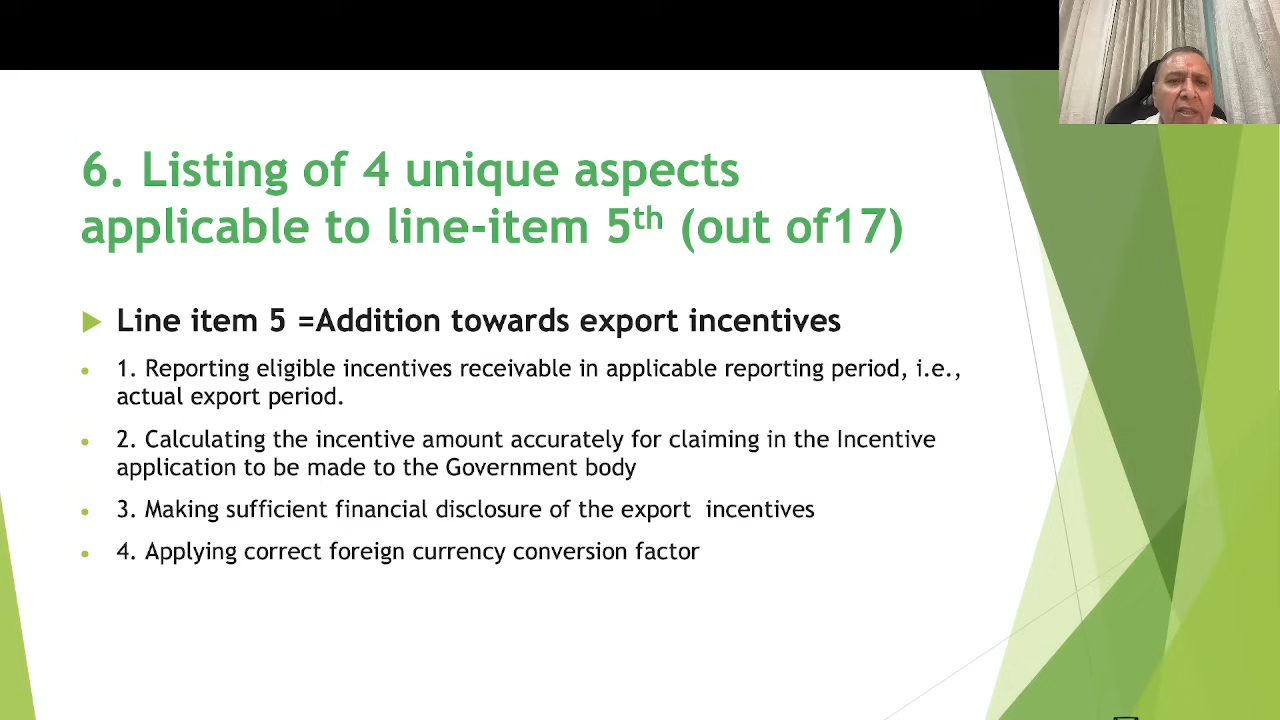 6. Listing of 4 unique aspects
applicable to line-item 5th (out of17)
Line item 5 =Addition towards export incentives
1. Reporting eligible incentives receivable in applicable reporting period, i.e.,
actual export period.
2. Calculating the incentive amount accurately for claiming in the Incentive
application to be made to the Government body
3. Making sufficient financial disclosure of the export  incentives
4. Applying correct foreign currency conversion factor